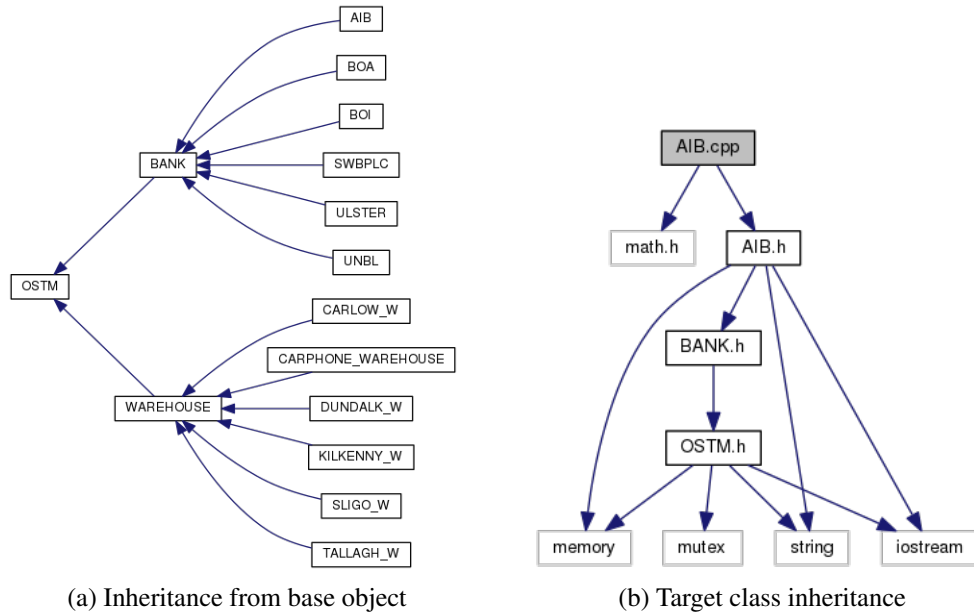 AIB
BOA
BOI
BANK
SWBPLC
ULSTER
UNBL
OSTM
CARLOW_W
CARPHONE_WAREHOUSE
WAREHOUSE
DUNDALK_W
KILKENNY_W
SLIGO_W
TALLAGH_W
(a) Inheritance from base object
AIB.cpp
math.h
AIB.h
BANK.h
OSTM.h
memory
mutex
string
iostream
(b) Target class inheritance